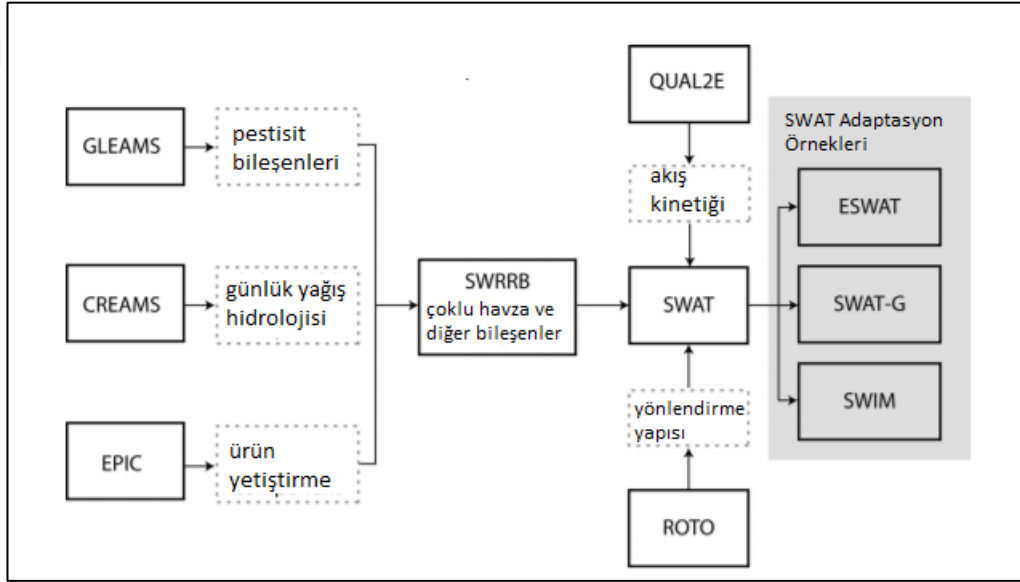 QUAL2E
SWAT Adaptasyon
Örnekleri
GLEAMS
pestisit
bileşenleri
akış
kinetiği
ESWAT
CREAMS
günlük yağış
hidrolojisi
SWRRB
çoklu havza ve
diğer bileşenler
SWAT
SWAT-G
yönlendirme
yapısı
SWIM
EPIC
ürün
yetiştirme
ROTO